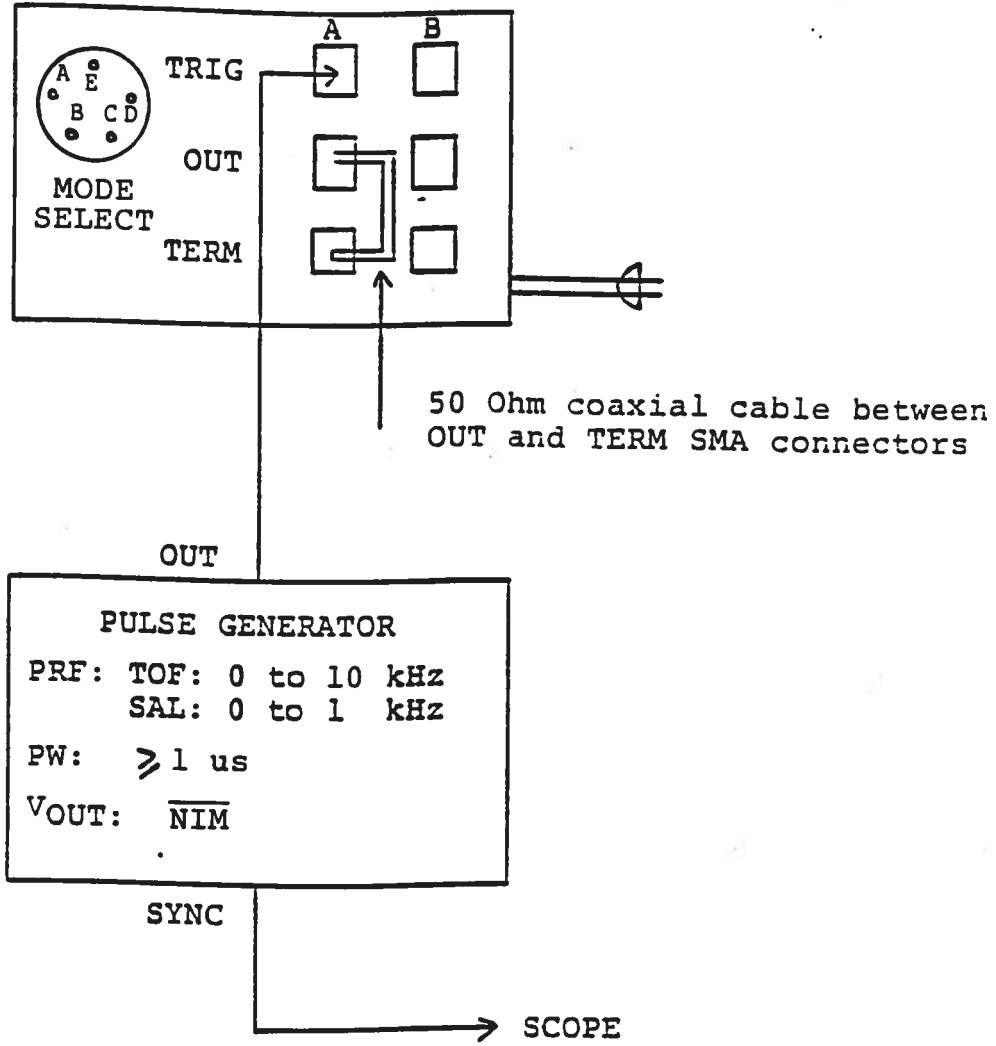 A B
TRIG
A
E
B C D
OUT
MODE
SELECT
TERM
50 Ohm coaxial cable between
OUT and TERM SMA connectors
OUT
PULSE GENERATOR
PRF: TOF: 0 to 10 kHz
SAL: 0 to 1 kHz
PW: ⩾ 1 us
VOUT: N̅I̅M̅
SYNC
SCOPE